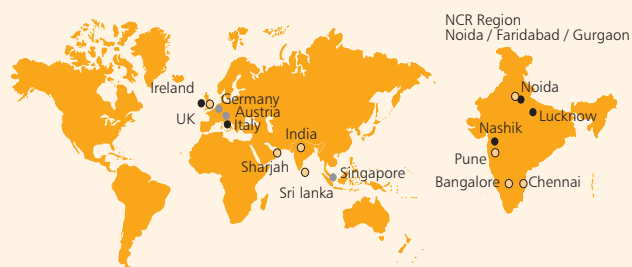 NCR Region
Noida / Faridabad / Gurgaon
Ireland
Germany
UK
Austria
Italy
India
Sharjah
Singapore
Sri lanka
Noida
Lucknow
Nashik
Pune
Bangalore
Chennai